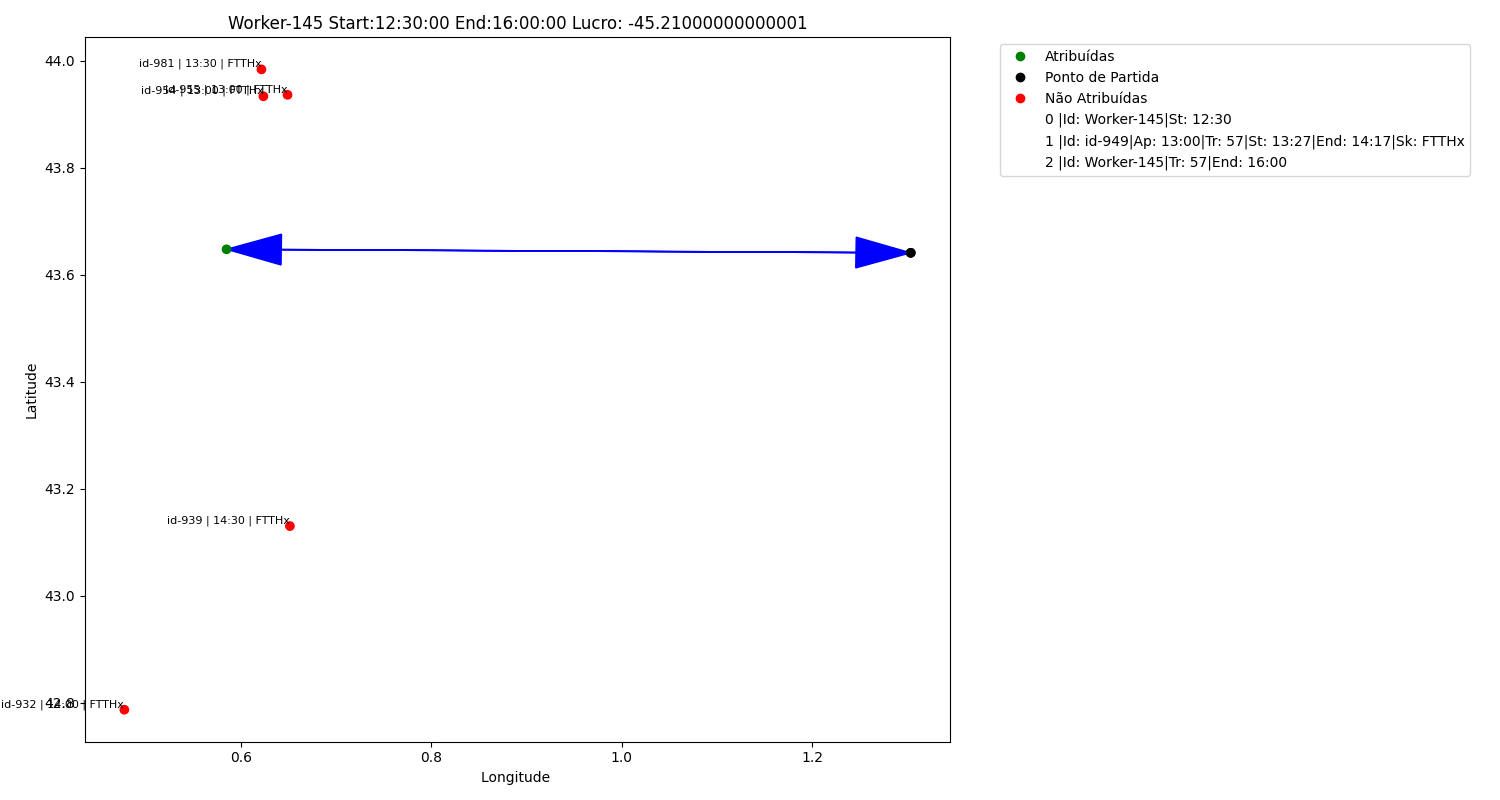 Worker-145 Start:12:30:00 End:16:00:00 Lucro: -45.21000000000001
Atribuídas
Ponto de Partida
Não Atribuídas
0 |Id: Worker-145|St: 12:30
1 |Id: id-949|Ap: 13:00|Tr: 57|St: 13:27|End: 14:17|Sk: FTTHx
2 |Id: Worker-145|Tr: 57|End: 16:00
44.0
43.8
43.6
43.4
43.2
43.0
42.8
Latitude
id-981 | 13:30 | FTTHx
id-939 | 14:30 | FTTHx
id-932 | 14:00 | FTTHx
0.6
0.8
1.0
1.2
Longitude